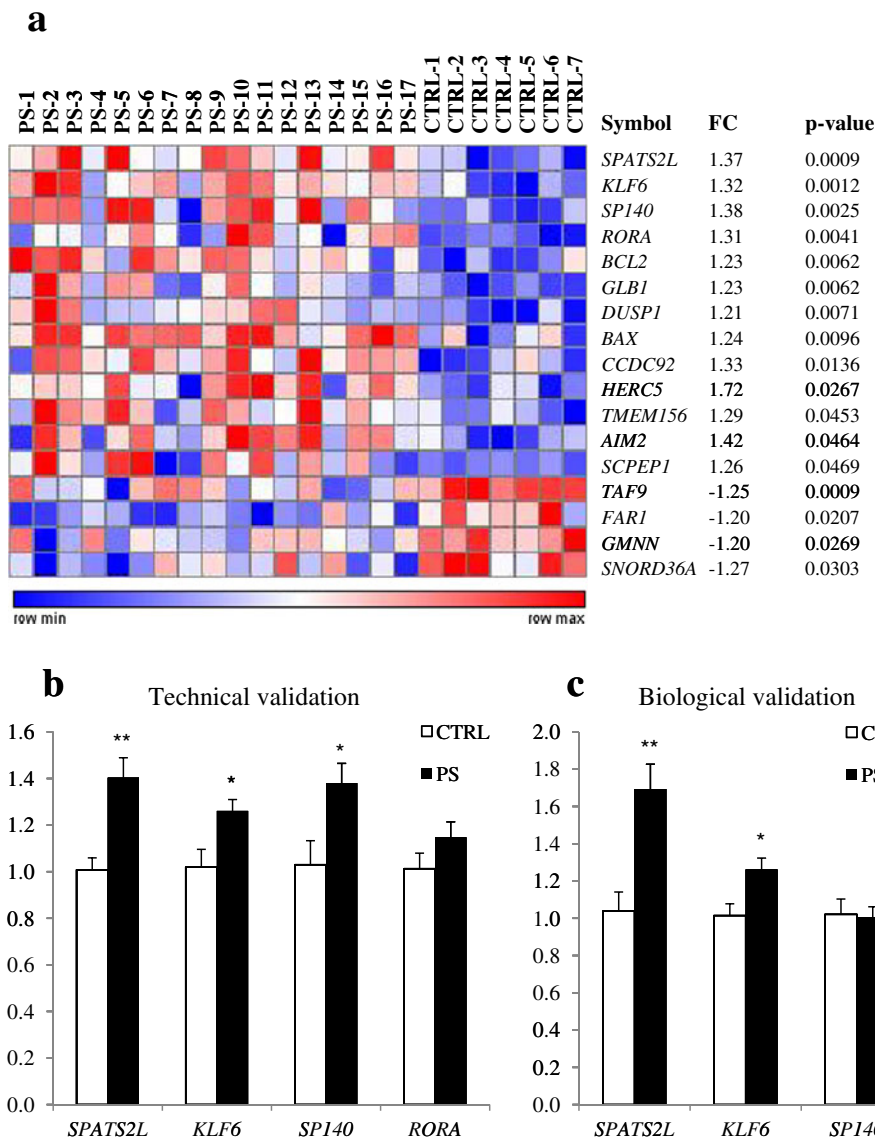 a
PS-1 PS-2 PS-3 PS-4 PS-5 PS-6 PS-7 PS-8 PS-9 PS-10 PS-11 PS-12 PS-13 PS-14 PS-15 PS-16 PS-17 CTRL-1 CTRL-2 CTRL-3 CTRL-4 CTRL-5 CTRL-6 CTRL-7
Symbol FC p-value
SPATS2L 1.37 0.0009
KLF6 1.32 0.0012
SP140 1.38 0.0025
RORA 1.31 0.0041
BCL2 1.23 0.0062
GLB1 1.23 0.0062
DUSP1 1.21 0.0071
BAX 1.24 0.0096
CCDC92 1.33 0.0136
HERC5 1.72 0.0267
TMEM156 1.29 0.0453
AIM2 1.42 0.0464
SCPEP1 1.26 0.0469
TAF9 -1.25 0.0009
FAR1 -1.20 0.0207
GMNN -1.20 0.0269
SNORD36A -1.27 0.0303
row min row max
b Technical validation
1.6
1.4
1.2
1.0
0.8
0.6
0.4
0.2
0.0
** * *
CTRL
PS
SPATS2L KLF6 SP140 RORA
c Biological validation
2.0
1.8
1.6
1.4
1.2
1.0
0.8
0.6
0.4
0.2
0.0
** *
SPATS2L KLF6